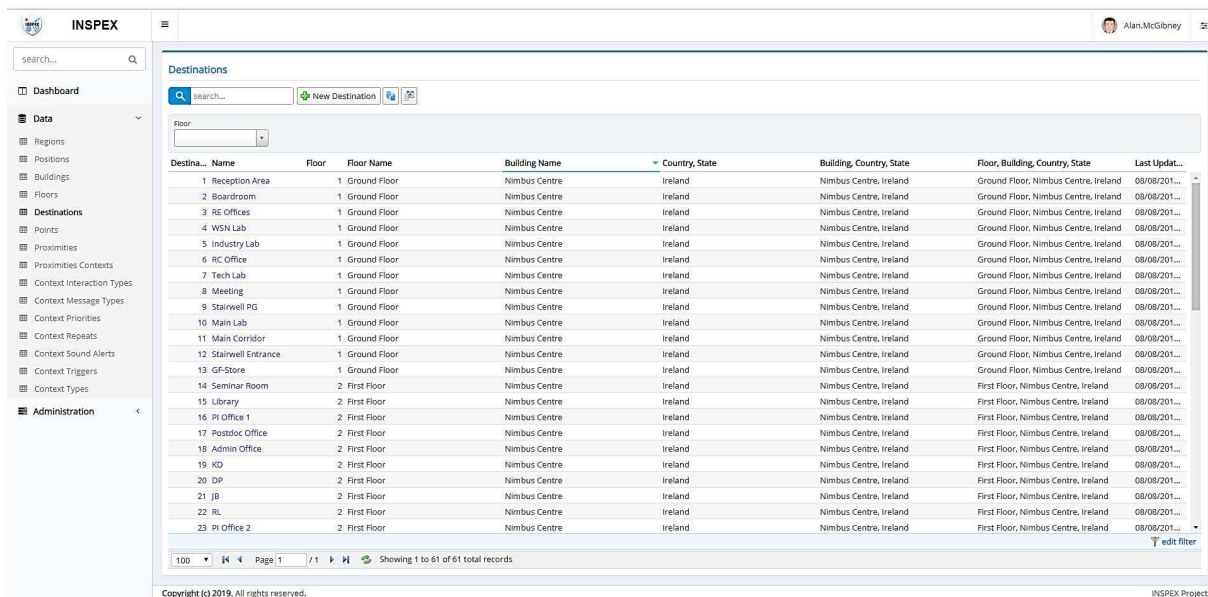 INSPEX
Alan.McGibney
search...
Dashboard
Data
Regions
Positions
Buildings
Floors
Destinations
Points
Proximities
Proximities Contexts
Context Interaction Types
Context Message Types
Context Priorities
Context Repeats
Context Sound Alerts
Context Triggers
Context Types
Administration
Destinations
search... New Destination
Floor
Destina... Name Floor Floor Name Building Name Country, State Building, Country, State Floor, Building, Country, State Last Updat...
1 Reception Area 1 Ground Floor Nimbus Centre Ireland Nimbus Centre, Ireland Ground Floor, Nimbus Centre, Ireland 08/08/201...
2 Boardroom 1 Ground Floor Nimbus Centre Ireland Nimbus Centre, Ireland Ground Floor, Nimbus Centre, Ireland 08/08/201...
3 RE Offices 1 Ground Floor Nimbus Centre Ireland Nimbus Centre, Ireland Ground Floor, Nimbus Centre, Ireland 08/08/201...
4 WSN Lab 1 Ground Floor Nimbus Centre Ireland Nimbus Centre, Ireland Ground Floor, Nimbus Centre, Ireland 08/08/201...
5 Industry Lab 1 Ground Floor Nimbus Centre Ireland Nimbus Centre, Ireland Ground Floor, Nimbus Centre, Ireland 08/08/201...
6 RC Office 1 Ground Floor Nimbus Centre Ireland Nimbus Centre, Ireland Ground Floor, Nimbus Centre, Ireland 08/08/201...
7 Tech Lab 1 Ground Floor Nimbus Centre Ireland Nimbus Centre, Ireland Ground Floor, Nimbus Centre, Ireland 08/08/201...
8 Meeting 1 Ground Floor Nimbus Centre Ireland Nimbus Centre, Ireland Ground Floor, Nimbus Centre, Ireland 08/08/201...
9 Stairwell PG 1 Ground Floor Nimbus Centre Ireland Nimbus Centre, Ireland Ground Floor, Nimbus Centre, Ireland 08/08/201...
10 Main Lab 1 Ground Floor Nimbus Centre Ireland Nimbus Centre, Ireland Ground Floor, Nimbus Centre, Ireland 08/08/201...
11 Main Corridor 1 Ground Floor Nimbus Centre Ireland Nimbus Centre, Ireland Ground Floor, Nimbus Centre, Ireland 08/08/201...
12 Stairwell Entrance 1 Ground Floor Nimbus Centre Ireland Nimbus Centre, Ireland Ground Floor, Nimbus Centre, Ireland 08/08/201...
13 GF-Store 1 Ground Floor Nimbus Centre Ireland Nimbus Centre, Ireland Ground Floor, Nimbus Centre, Ireland 08/08/201...
14 Seminar Room 2 First Floor Nimbus Centre Ireland Nimbus Centre, Ireland First Floor, Nimbus Centre, Ireland 08/08/201...
15 Library 2 First Floor Nimbus Centre Ireland Nimbus Centre, Ireland First Floor, Nimbus Centre, Ireland 08/08/201...
16 PI Office 1 2 First Floor Nimbus Centre Ireland Nimbus Centre, Ireland First Floor, Nimbus Centre, Ireland 08/08/201...
17 Postdoc Office 2 First Floor Nimbus Centre Ireland Nimbus Centre, Ireland First Floor, Nimbus Centre, Ireland 08/08/201...
18 Admin Office 2 First Floor Nimbus Centre Ireland Nimbus Centre, Ireland First Floor, Nimbus Centre, Ireland 08/08/201...
19 KD 2 First Floor Nimbus Centre Ireland Nimbus Centre, Ireland First Floor, Nimbus Centre, Ireland 08/08/201...
20 DP 2 First Floor Nimbus Centre Ireland Nimbus Centre, Ireland First Floor, Nimbus Centre, Ireland 08/08/201...
21 JB 2 First Floor Nimbus Centre Ireland Nimbus Centre, Ireland First Floor, Nimbus Centre, Ireland 08/08/201...
22 RL 2 First Floor Nimbus Centre Ireland Nimbus Centre, Ireland First Floor, Nimbus Centre, Ireland 08/08/201...
23 PI Office 2 2 First Floor Nimbus Centre Ireland Nimbus Centre, Ireland First Floor, Nimbus Centre, Ireland 08/08/201...
edit filter
100 Page 1 / 1 Showing 1 to 61 of 61 total records
Copyright (c) 2019. All rights reserved. INSPEX Project